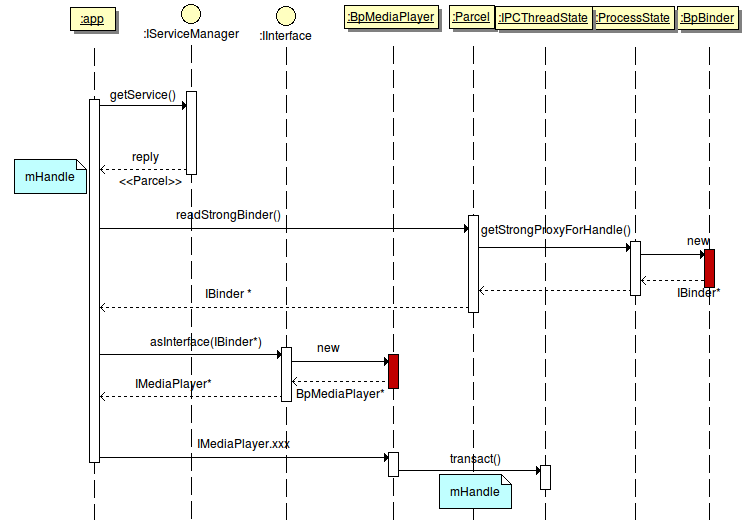 :app
:IServiceManager
:IInterface
:BpMediaPlayer
:Parcel
:IPCThreadState
:ProcessState
:BpBinder
getService()
reply
<<Parcel>>
mHandle
readStrongBinder()
getStrongProxyForHandle()
new
IBinder*
IBinder *
asInterface(IBinder*)
new
IMediaPlayer*
BpMediaPlayer*
IMediaPlayer.xxx
transact()
mHandle